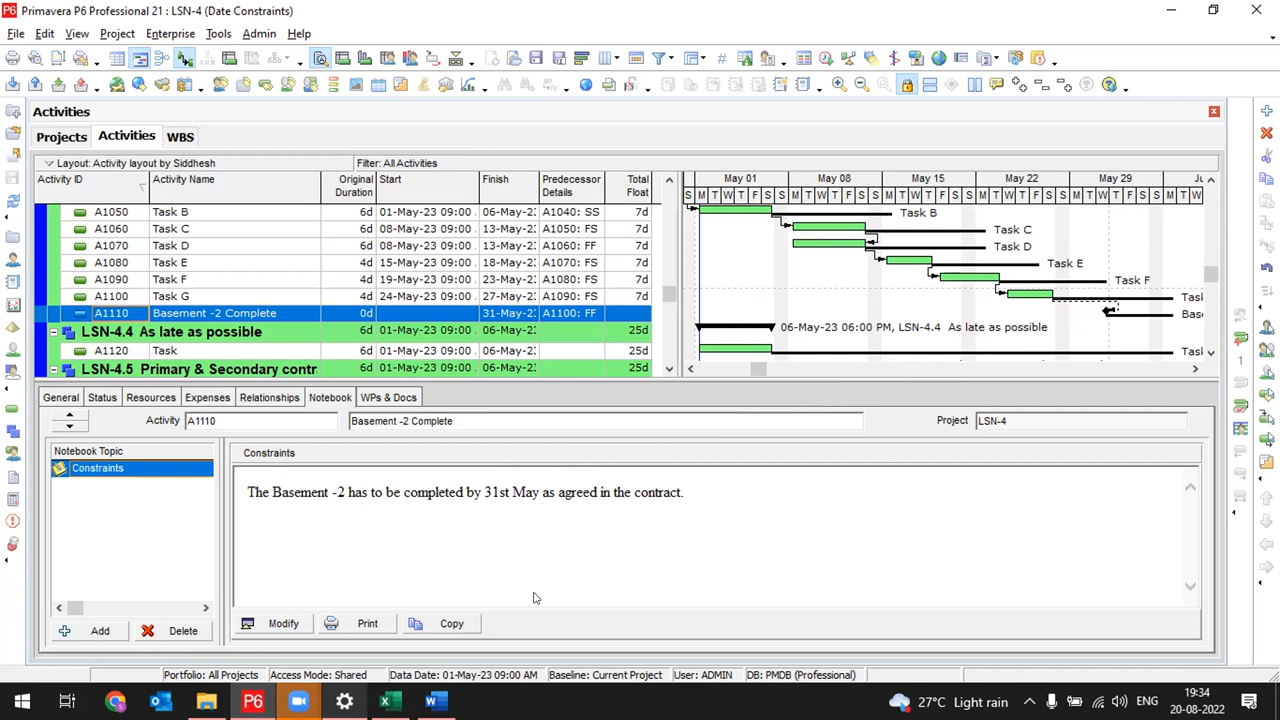 Primavera P6 Professional 21 : LSN-4 (Date Constraints)
File Edit View Project Enterprise Tools Admin Help
Activities
Projects Activities WBS
Layout: Activity layout by Siddhesh Filter: All Activities
Activity ID Activity Name Original Duration Start Finish Predecessor Details Total Float
May 01 May 08 May 15 May 22 May 29
S M T W T F S S M T W T F S S M T W T F S S M T W T F S S M T W T F S S M T W
A1050 Task B 6d 01-May-23 09:00 06-May-23 A1040: SS 7d Task B
A1060 Task C 6d 08-May-23 09:00 13-May-23 A1050: FS 7d Task C
A1070 Task D 6d 08-May-23 09:00 13-May-23 A1060: FF 7d Task D
A1080 Task E 4d 15-May-23 09:00 18-May-23 A1070: FS 7d Task E
A1090 Task F 4d 19-May-23 09:00 23-May-23 A1080: FS 7d Task F
A1100 Task G 4d 24-May-23 09:00 27-May-23 A1090: FS 7d Task
A1110 Basement -2 Complete 0d 31-May-23 A1100: FF 7d Base
LSN-4.4 As late as possible 6d 01-May-23 09:00 06-May-23 25d 06-May-23 06:00 PM, LSN-4.4 As late as possible
A1120 Task 6d 01-May-23 09:00 06-May-23 25d Task
LSN-4.5 Primary & Secondary contr 6d 01-May-23 09:00 06-May-23 25d
General Status Resources Expenses Relationships Notebook WPs & Docs
Activity A1110 Basement -2 Complete Project LSN-4
Notebook Topic
Constraints
Constraints
The Basement -2 has to be completed by 31st May as agreed in the contract.
Add Delete Modify Print Copy
Portfolio: All Projects Access Mode: Shared Data Date: 01-May-23 09:00 AM Baseline: Current Project User: ADMIN DB: PMDB (Professional)
27°C Light rain ENG 19:34
20-08-2022